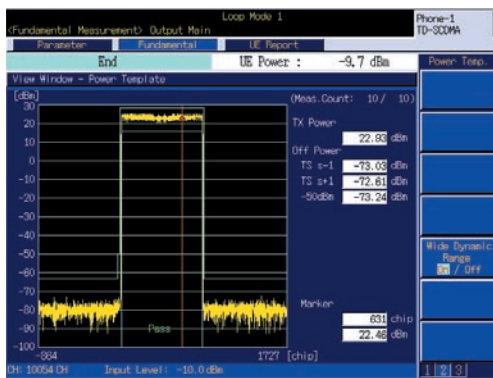 Loop Mode 1
<Fundamental Measurement> Output Main
Phone-1
TD-SCDMA
Parameter Fundamental UE Report
End UE Power : -9.7 dBm Power Temp.
View Window - Power Template
[dBm] (Meas.Count: 10/ 10)
30
20 TX Power
22.93 dBm
10 Off Power
0 TS s-1 -73.03 dBm
-10 TS s+1 -72.61 dBm
-20 -50dBm -73.24 dBm
-30
-40
-50 Wide Dynamic
Range
On / Off
-60
-70
-80 Marker
631 chip
-90 Pass 22.46 dBm
-100
-864 1727 [chip]
CH: 10054 CH Input Level: -10.0 dBm 1 2 3